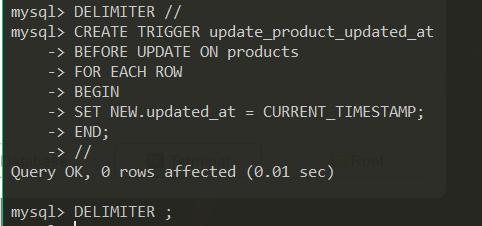 mysql> DELIMITER //
mysql> CREATE TRIGGER update_product_updated_at
    -> BEFORE UPDATE ON products
    -> FOR EACH ROW
    -> BEGIN
    -> SET NEW.updated_at = CURRENT_TIMESTAMP;
    -> END;
    -> //
Query OK, 0 rows affected (0.01 sec)

mysql> DELIMITER ;